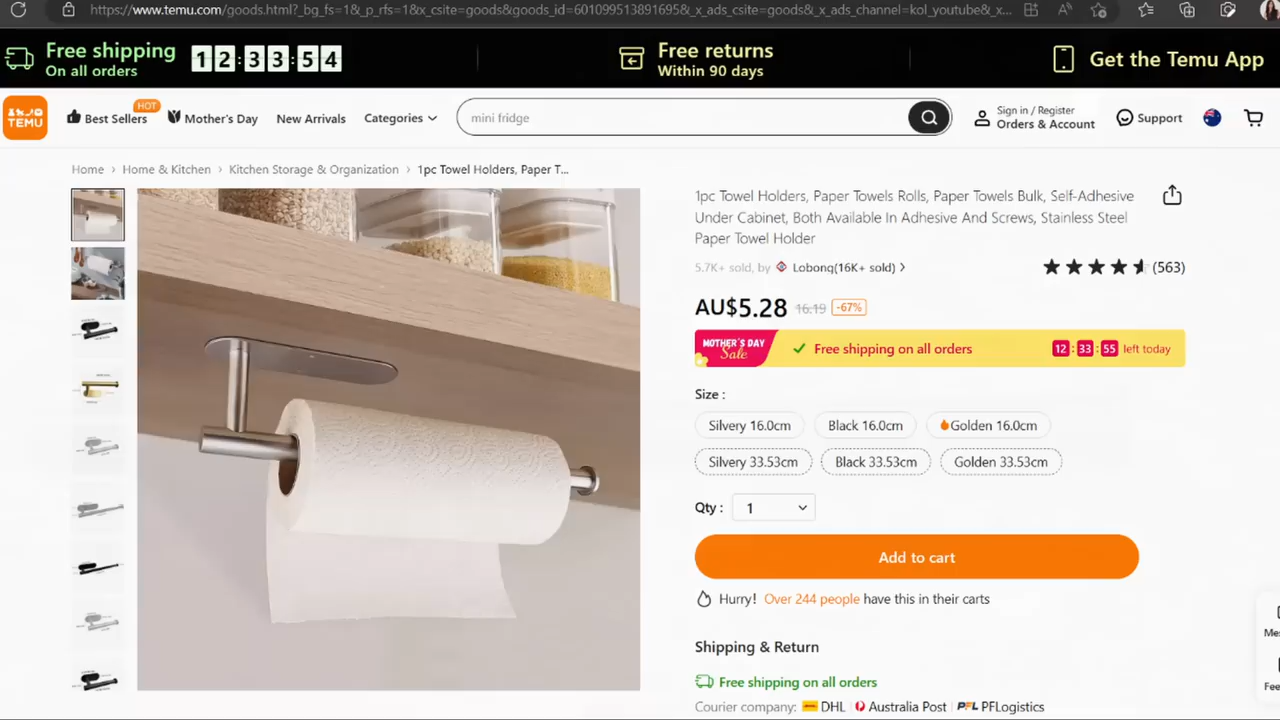 https://www.temu.com/goods.html?_bg_fs=1&_p_rfs=1&x_csite=goods&goods_id=601099513891695&_x_ads_csite=goods&_x_ads_channel=kol_youtube&_x...
Free shipping
On all orders
12:33:54
Free returns
Within 90 days
Get the Temu App
TEMU
Best Sellers
HOT
Mother's Day
New Arrivals
Categories
mini fridge
Sign in / Register
Orders & Account
Support
Home › Home & Kitchen › Kitchen Storage & Organization › 1pc Towel Holders, Paper T...
1pc Towel Holders, Paper Towels Rolls, Paper Towels Bulk, Self-Adhesive
Under Cabinet, Both Available In Adhesive And Screws, Stainless Steel
Paper Towel Holder
5.7K+ sold, by Lobonq(16K+ sold) ›
(563)
AU$5.28 16.19 -67%
MOTHER'S DAY
Sale
Free shipping on all orders
12:33:55 left today
Size :
Silvery 16.0cm Black 16.0cm Golden 16.0cm
Silvery 33.53cm Black 33.53cm Golden 33.53cm
Qty : 1
Add to cart
Hurry! Over 244 people have this in their carts
Shipping & Return
Free shipping on all orders
Courier company: DHL Australia Post PFL PFLogistics
Mes
Fee